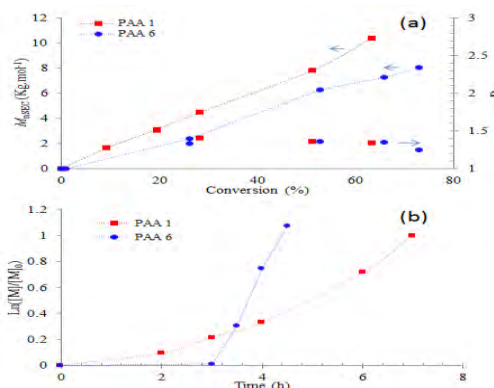 (a)
PAA 1
PAA 6
MnSEC (Kg.mol-1)
12
10
8
6
4
2
0
3
2.5
2
1.5
1
0 20 40 60 80
Conversion (%)
(b)
PAA 1
PAA 6
Ln([M]/[M]0)
1.2
1
0.8
0.6
0.4
0.2
0
0 2 4 6 8
Time (h)